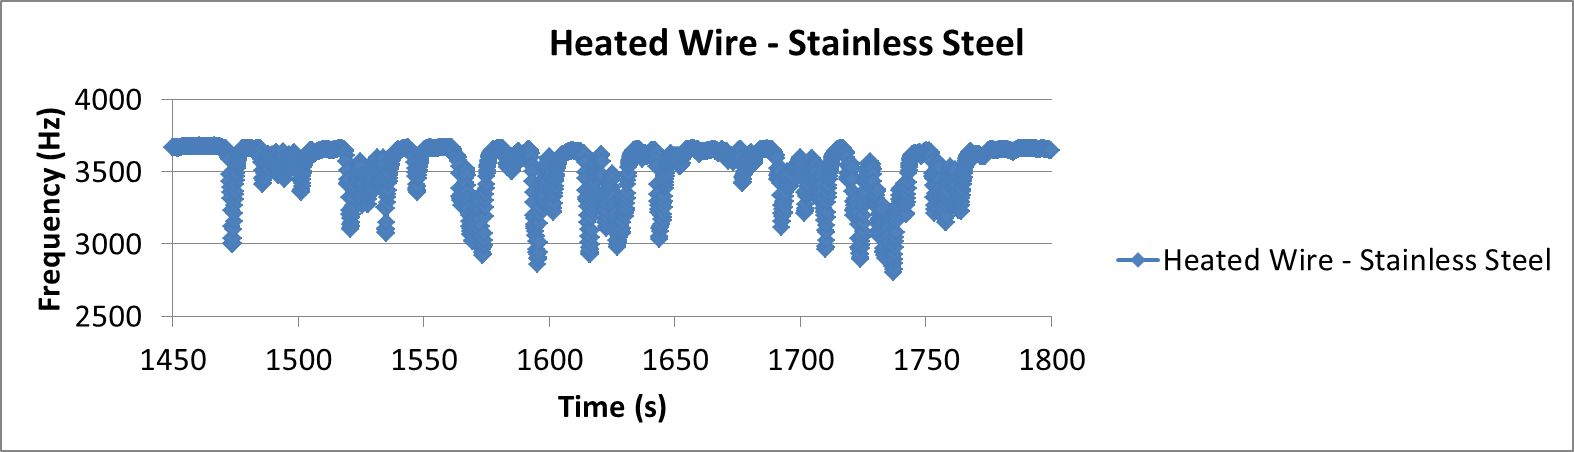 Heated Wire - Stainless Steel
4000
3500
3000
2500
Frequency (Hz)
1450 1500 1550 1600 1650 1700 1750 1800
Time (s)
Heated Wire - Stainless Steel